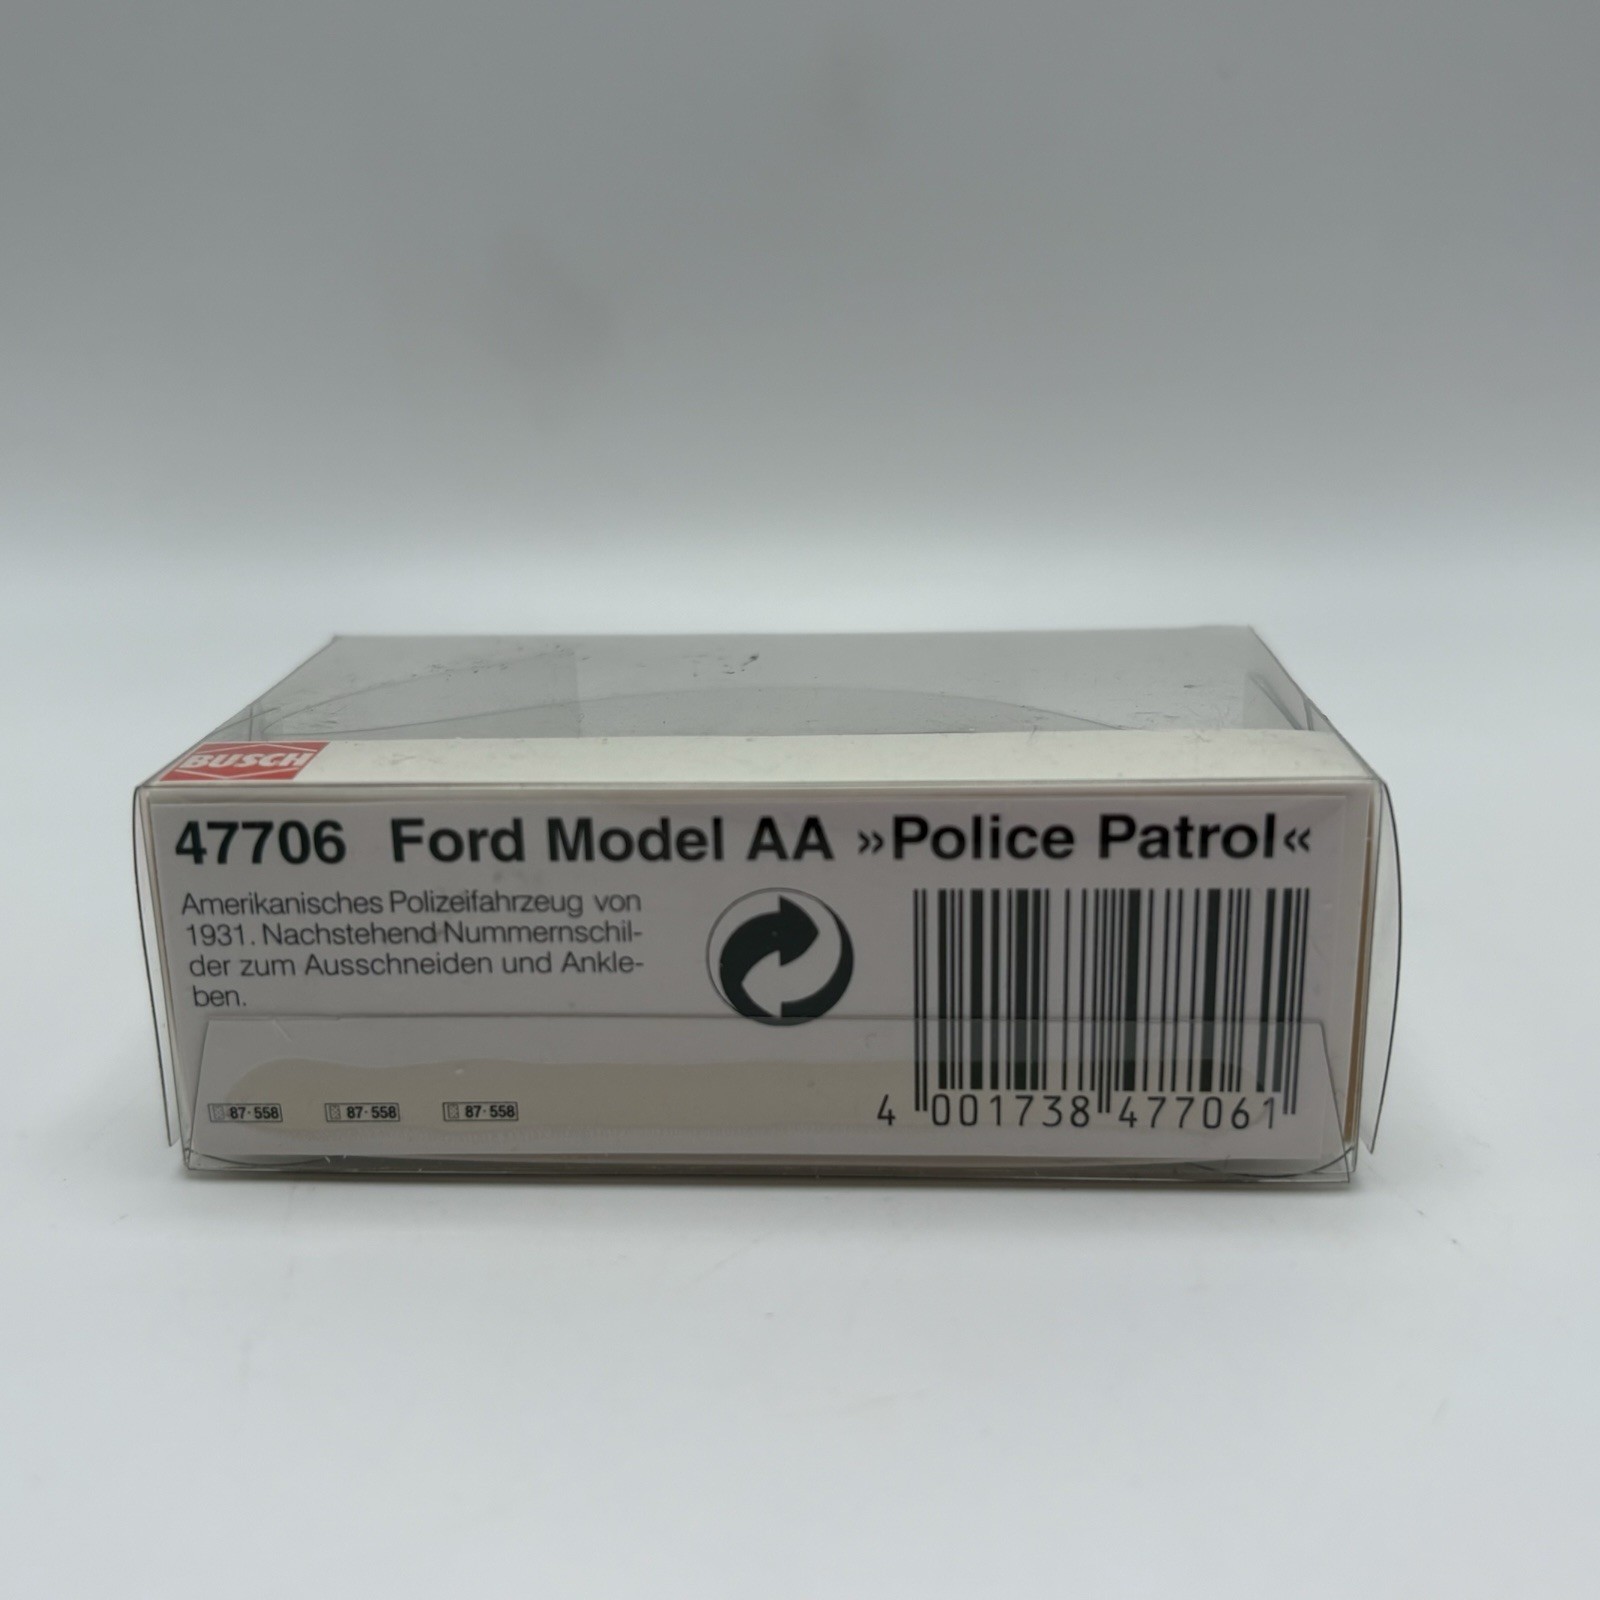 BUSCH
47706 Ford Model AA »Police Patrol«
Amerikanisches Polizeifahrzeug von
1931. Nachstehend Nummernschil-
der zum Ausschneiden und Ankle-
ben.
87·558 87·558 87·558
4 001738 477061